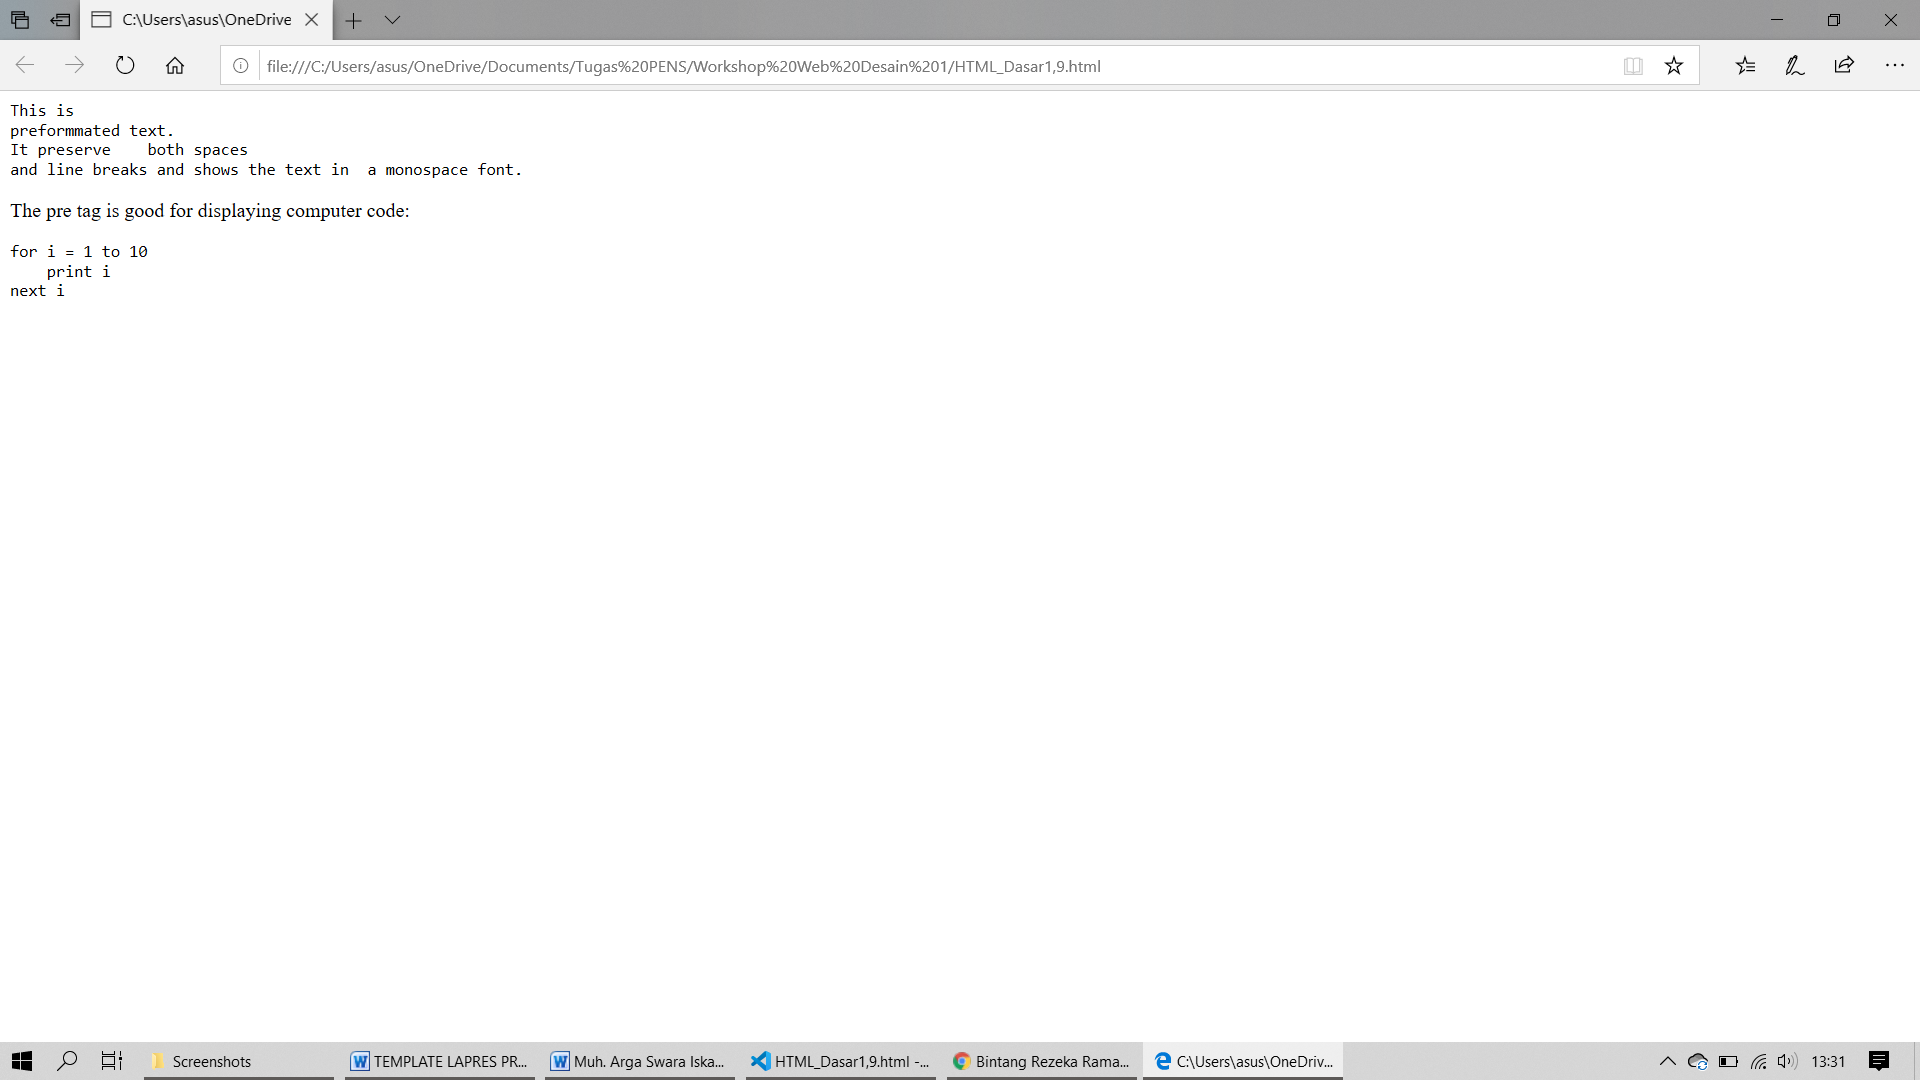 C:\Users\asus\OneDrive
file:///C:/Users/asus/OneDrive/Documents/Tugas%20PENS/Workshop%20Web%20Desain%201/HTML_Dasar1,9.html
This is
preformmated text.
It preserve    both spaces
and line breaks and shows the text in  a monospace font.
The pre tag is good for displaying computer code:
for i = 1 to 10
    print i
next i
Screenshots
TEMPLATE LAPRES PR...
Muh. Arga Swara Iska...
HTML_Dasar1,9.html -...
Bintang Rezeka Rama...
C:\Users\asus\OneDriv...
13:31